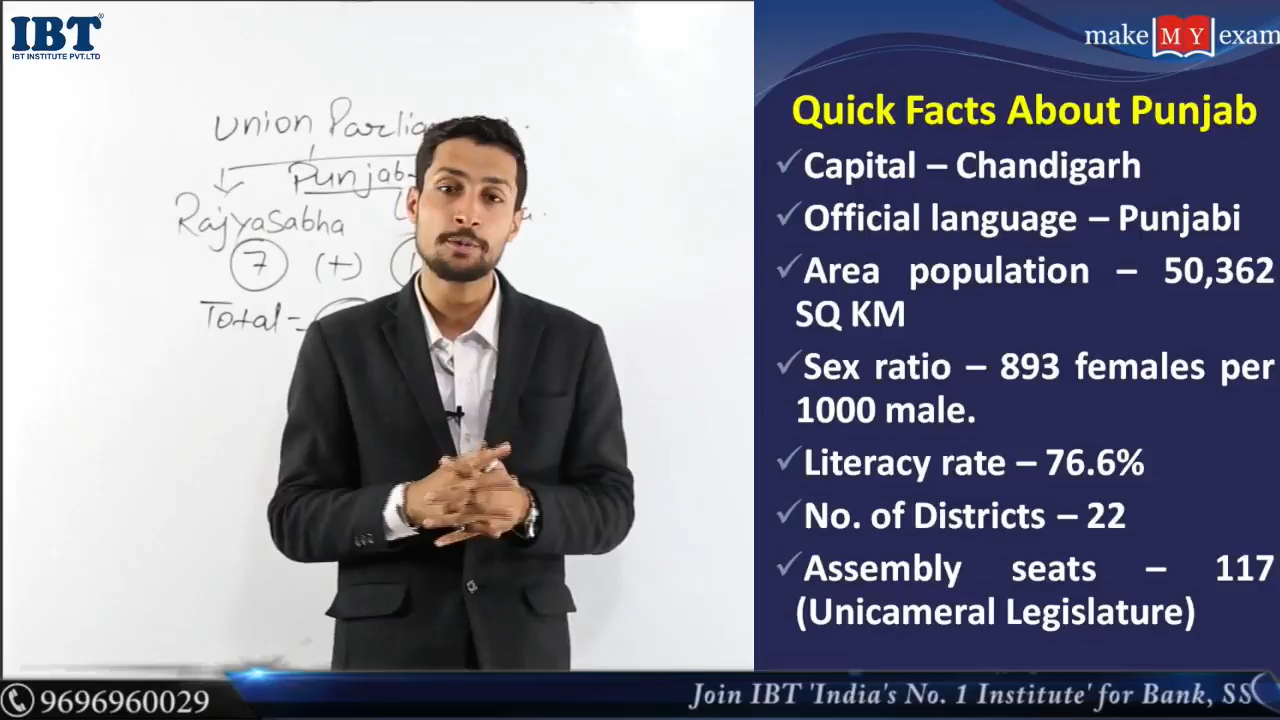 IBT
IBT INSTITUTE PVT.LTD
make MY exam
Union
Punjab-
Rajyasabha
7 (+)
Total =
Quick Facts About Punjab
✓Capital – Chandigarh
✓Official language – Punjabi
✓Area population – 50,362
SQ KM
✓Sex ratio – 893 females per
1000 male.
✓Literacy rate – 76.6%
✓No. of Districts – 22
✓Assembly seats – 117
(Unicameral Legislature)
9696960029
Join IBT 'India's No. 1 Institute' for Bank, SS